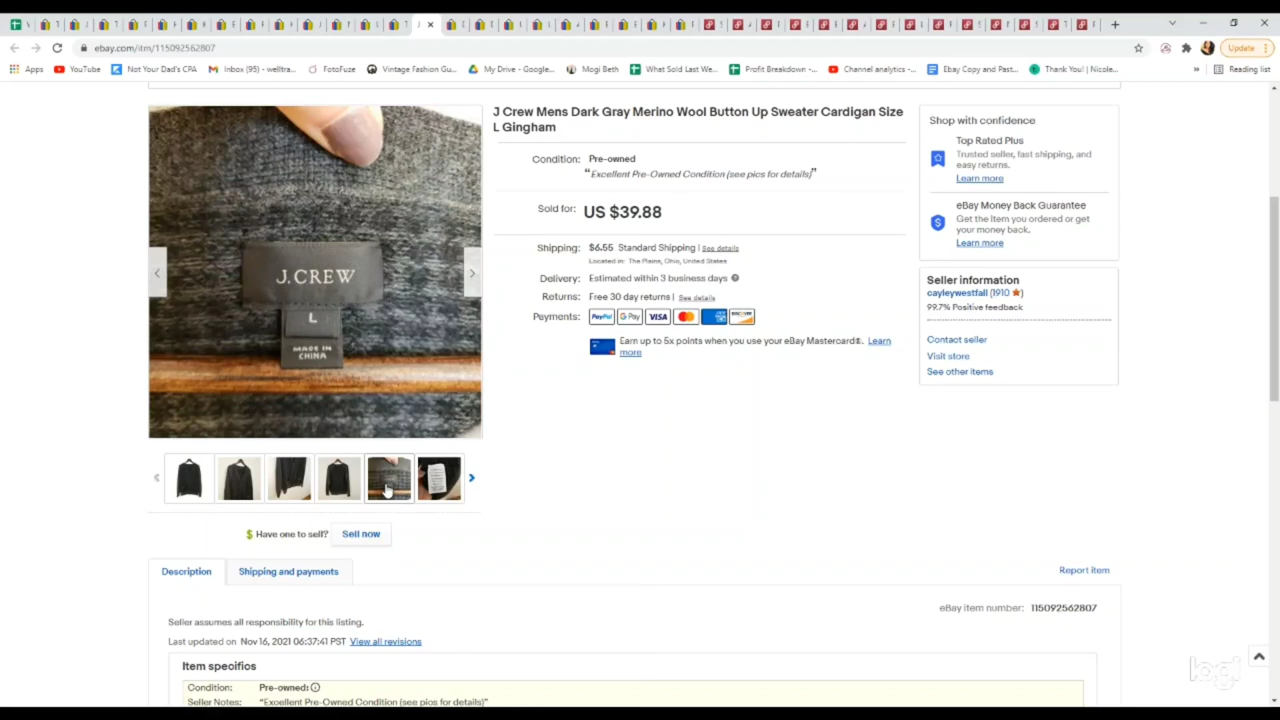 ebay.com/itm/115092562807
Update
Apps
YouTube
Not Your Dad's CPA
Inbox (95) - welltra...
FotoFuze
Vintage Fashion Gu...
My Drive - Google...
Mogi Beth
What Sold Last We...
Profit Breakdown -...
Channel analytics -...
Ebay Copy and Past...
Thank You! | Nicole...
»
Reading list
J Crew Mens Dark Gray Merino Wool Button Up Sweater Cardigan Size
L Gingham
Condition: Pre-owned
"Excellent Pre-Owned Condition (see pics for details)"
Sold for: US $39.88
Shipping: $6.55 Standard Shipping | See details
Located in: The Plains, Ohio, United States
Delivery: Estimated within 3 business days
Returns: Free 30 day returns | See details
Payments: PayPal G Pay VISA DISCOVER
Earn up to 5x points when you use your eBay Mastercard®. Learn
more
Shop with confidence
Top Rated Plus
Trusted seller, fast shipping, and
easy returns.
Learn more
eBay Money Back Guarantee
Get the item you ordered or get
your money back.
Learn more
Seller information
cayleywestfall (1910)
99.7% Positive feedback
Contact seller
Visit store
See other items
J.CREW
L
MADE IN
CHINA
Have one to sell? Sell now
Description
Shipping and payments
Report item
eBay item number: 115092562807
Seller assumes all responsibility for this listing.
Last updated on Nov 16, 2021 06:37:41 PST View all revisions
Item specifics
Condition: Pre-owned:
Seller Notes: "Excellent Pre-Owned Condition (see pics for details)"
logi